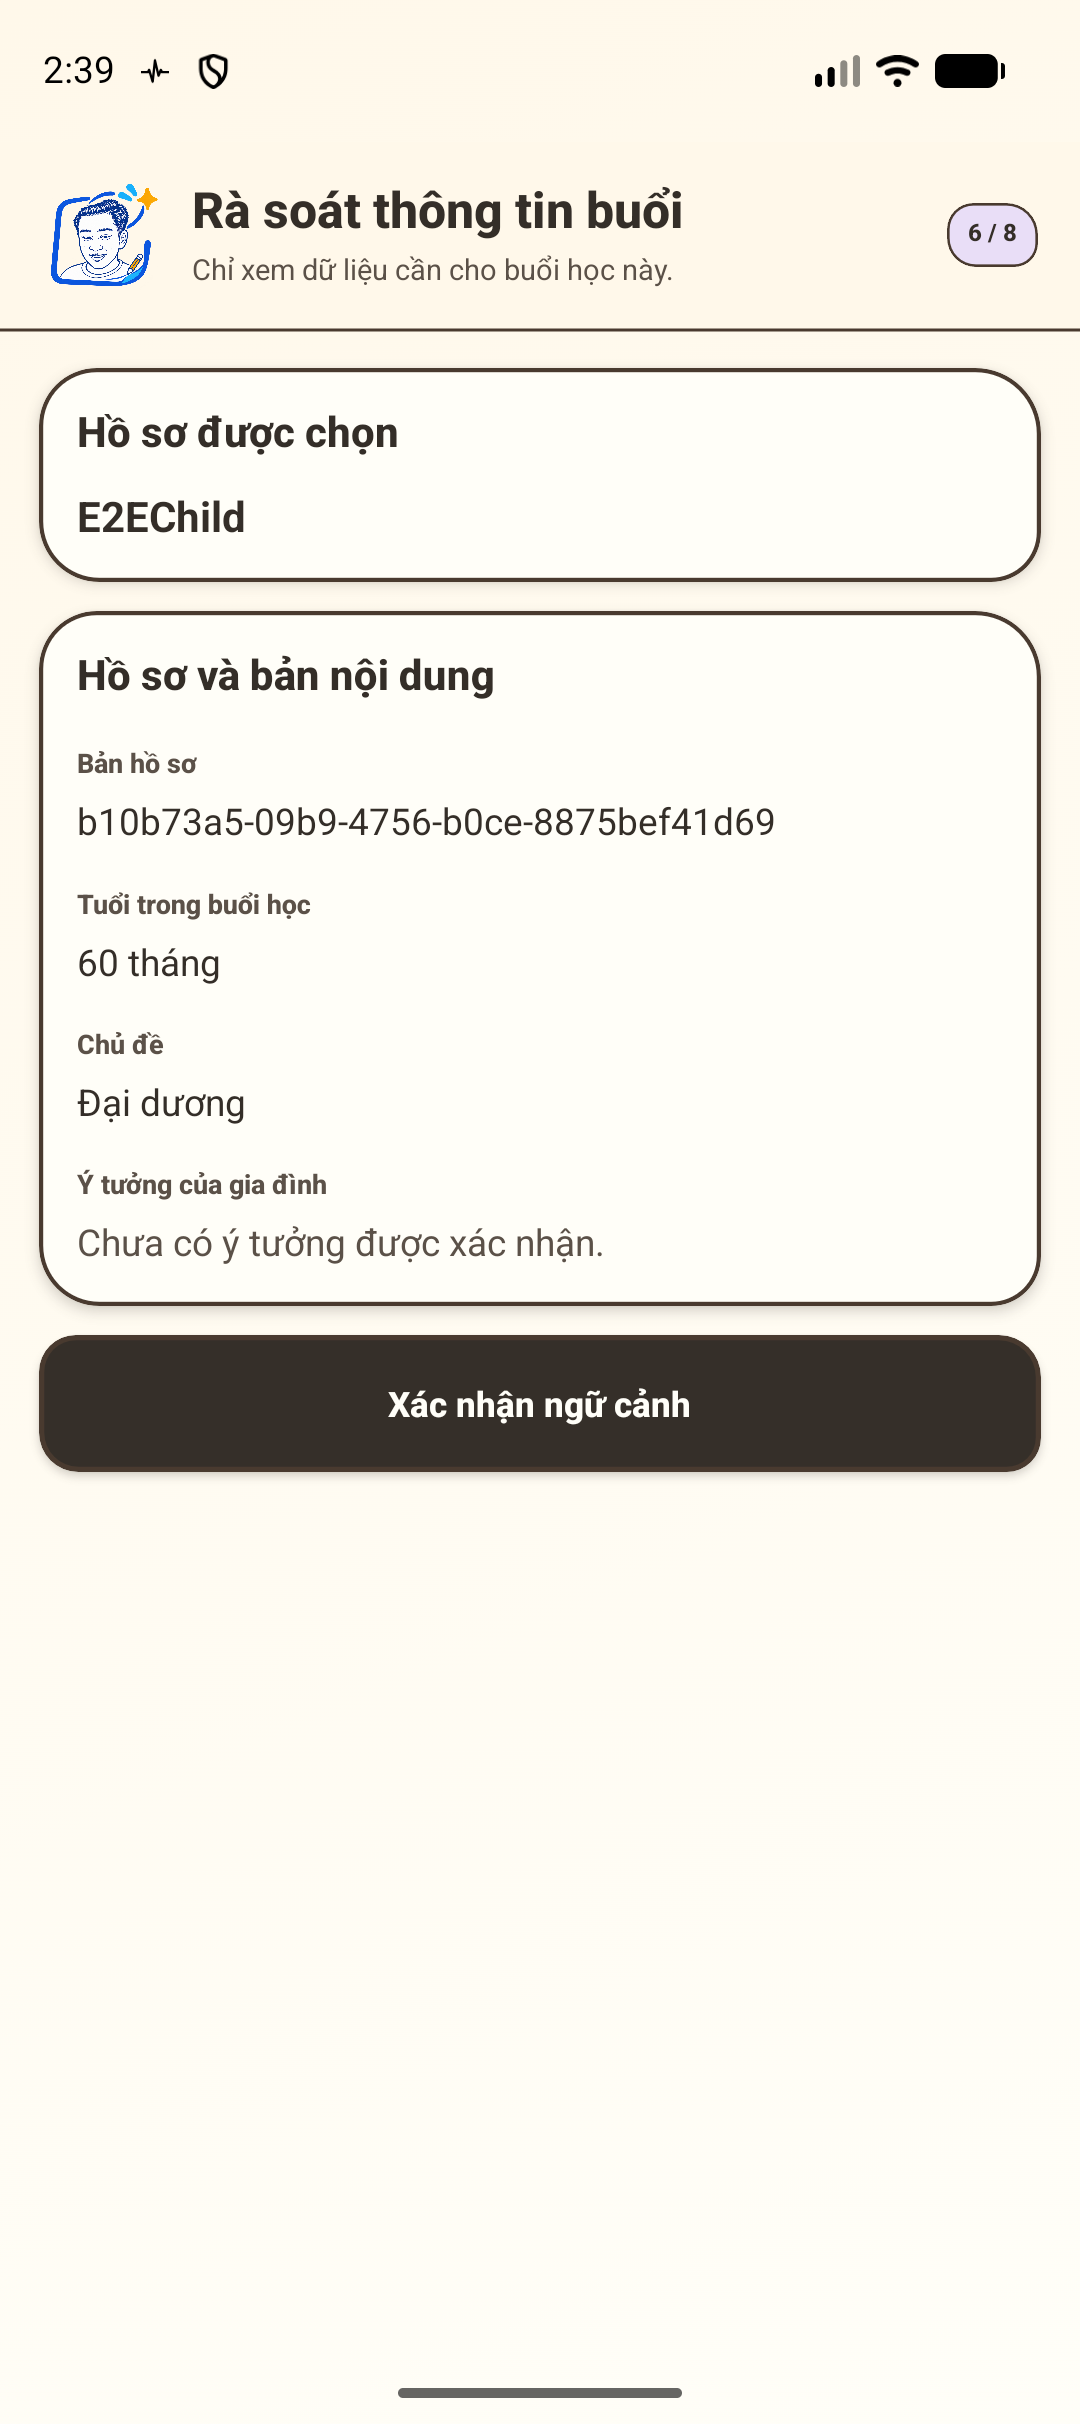 2:39
Rà soát thông tin buổi
Chỉ xem dữ liệu cần cho buổi học này.
6 / 8
Hồ sơ được chọn
E2EChild
Hồ sơ và bản nội dung
Bản hồ sơ
b10b73a5-09b9-4756-b0ce-8875bef41d69
Tuổi trong buổi học
60 tháng
Chủ đề
Đại dương
Ý tưởng của gia đình
Chưa có ý tưởng được xác nhận.
Xác nhận ngữ cảnh